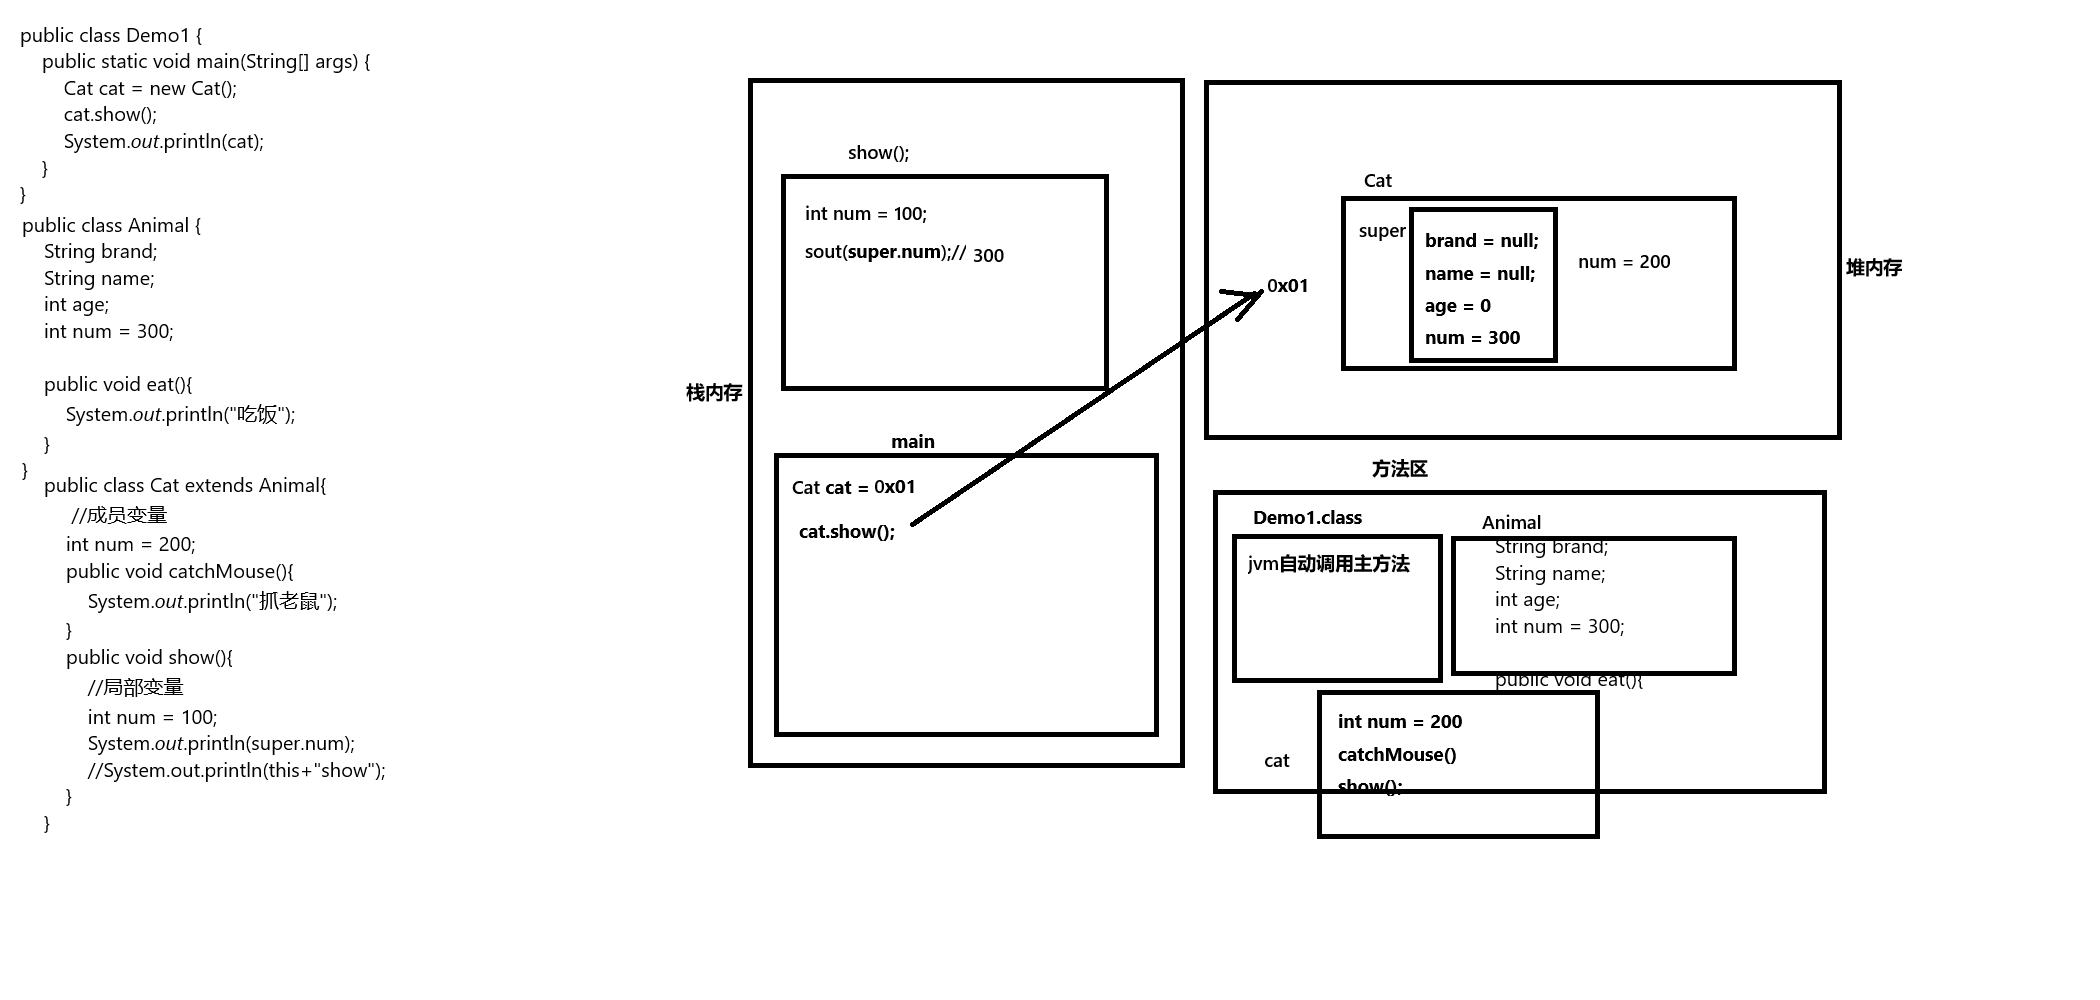 public class Demo1 {
public static void main(String[] args) {
Cat cat = new Cat();
cat.show();
System.out.println(cat);
}
}
public class Animal {
String brand;
String name;
int age;
int num = 300;
public void eat(){
System.out.println("吃饭");
}
}
public class Cat extends Animal{
//成员变量
int num = 200;
public void catchMouse(){
System.out.println("抓老鼠");
}
public void show(){
//局部变量
int num = 100;
System.out.println(super.num);
//System.out.println(this+"show");
}
}
栈内存
show();
int num = 100;
sout(super.num);// 300
main
Cat cat = 0x01
cat.show();
堆内存
0x01
Cat
super
brand = null;
name = null;
age = 0
num = 300
num = 200
方法区
Demo1.class
jvm自动调用主方法
Animal
String brand;
String name;
int age;
int num = 300;
public void eat(){
cat
int num = 200
catchMouse()
show();